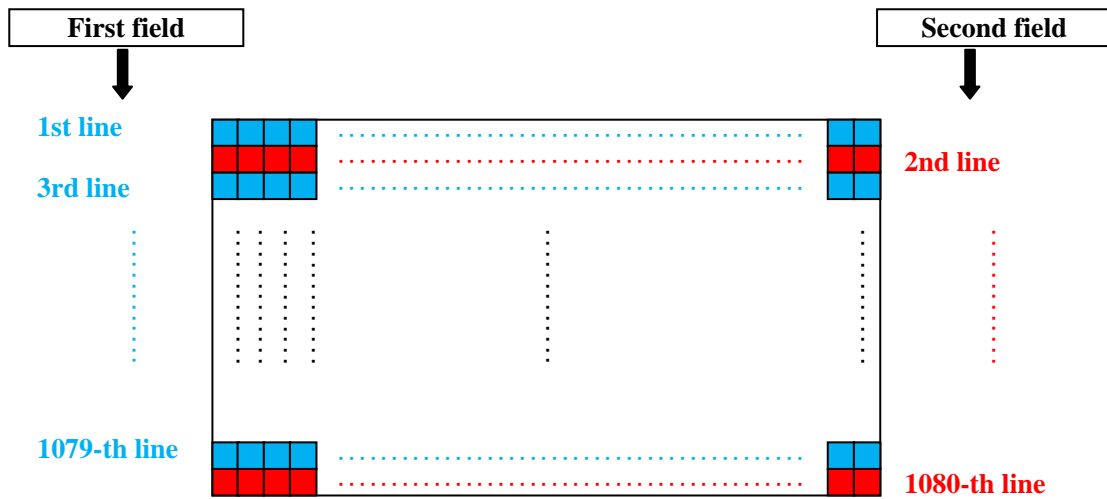 First field
Second field
1st line
2nd line
3rd line
1079-th line
1080-th line